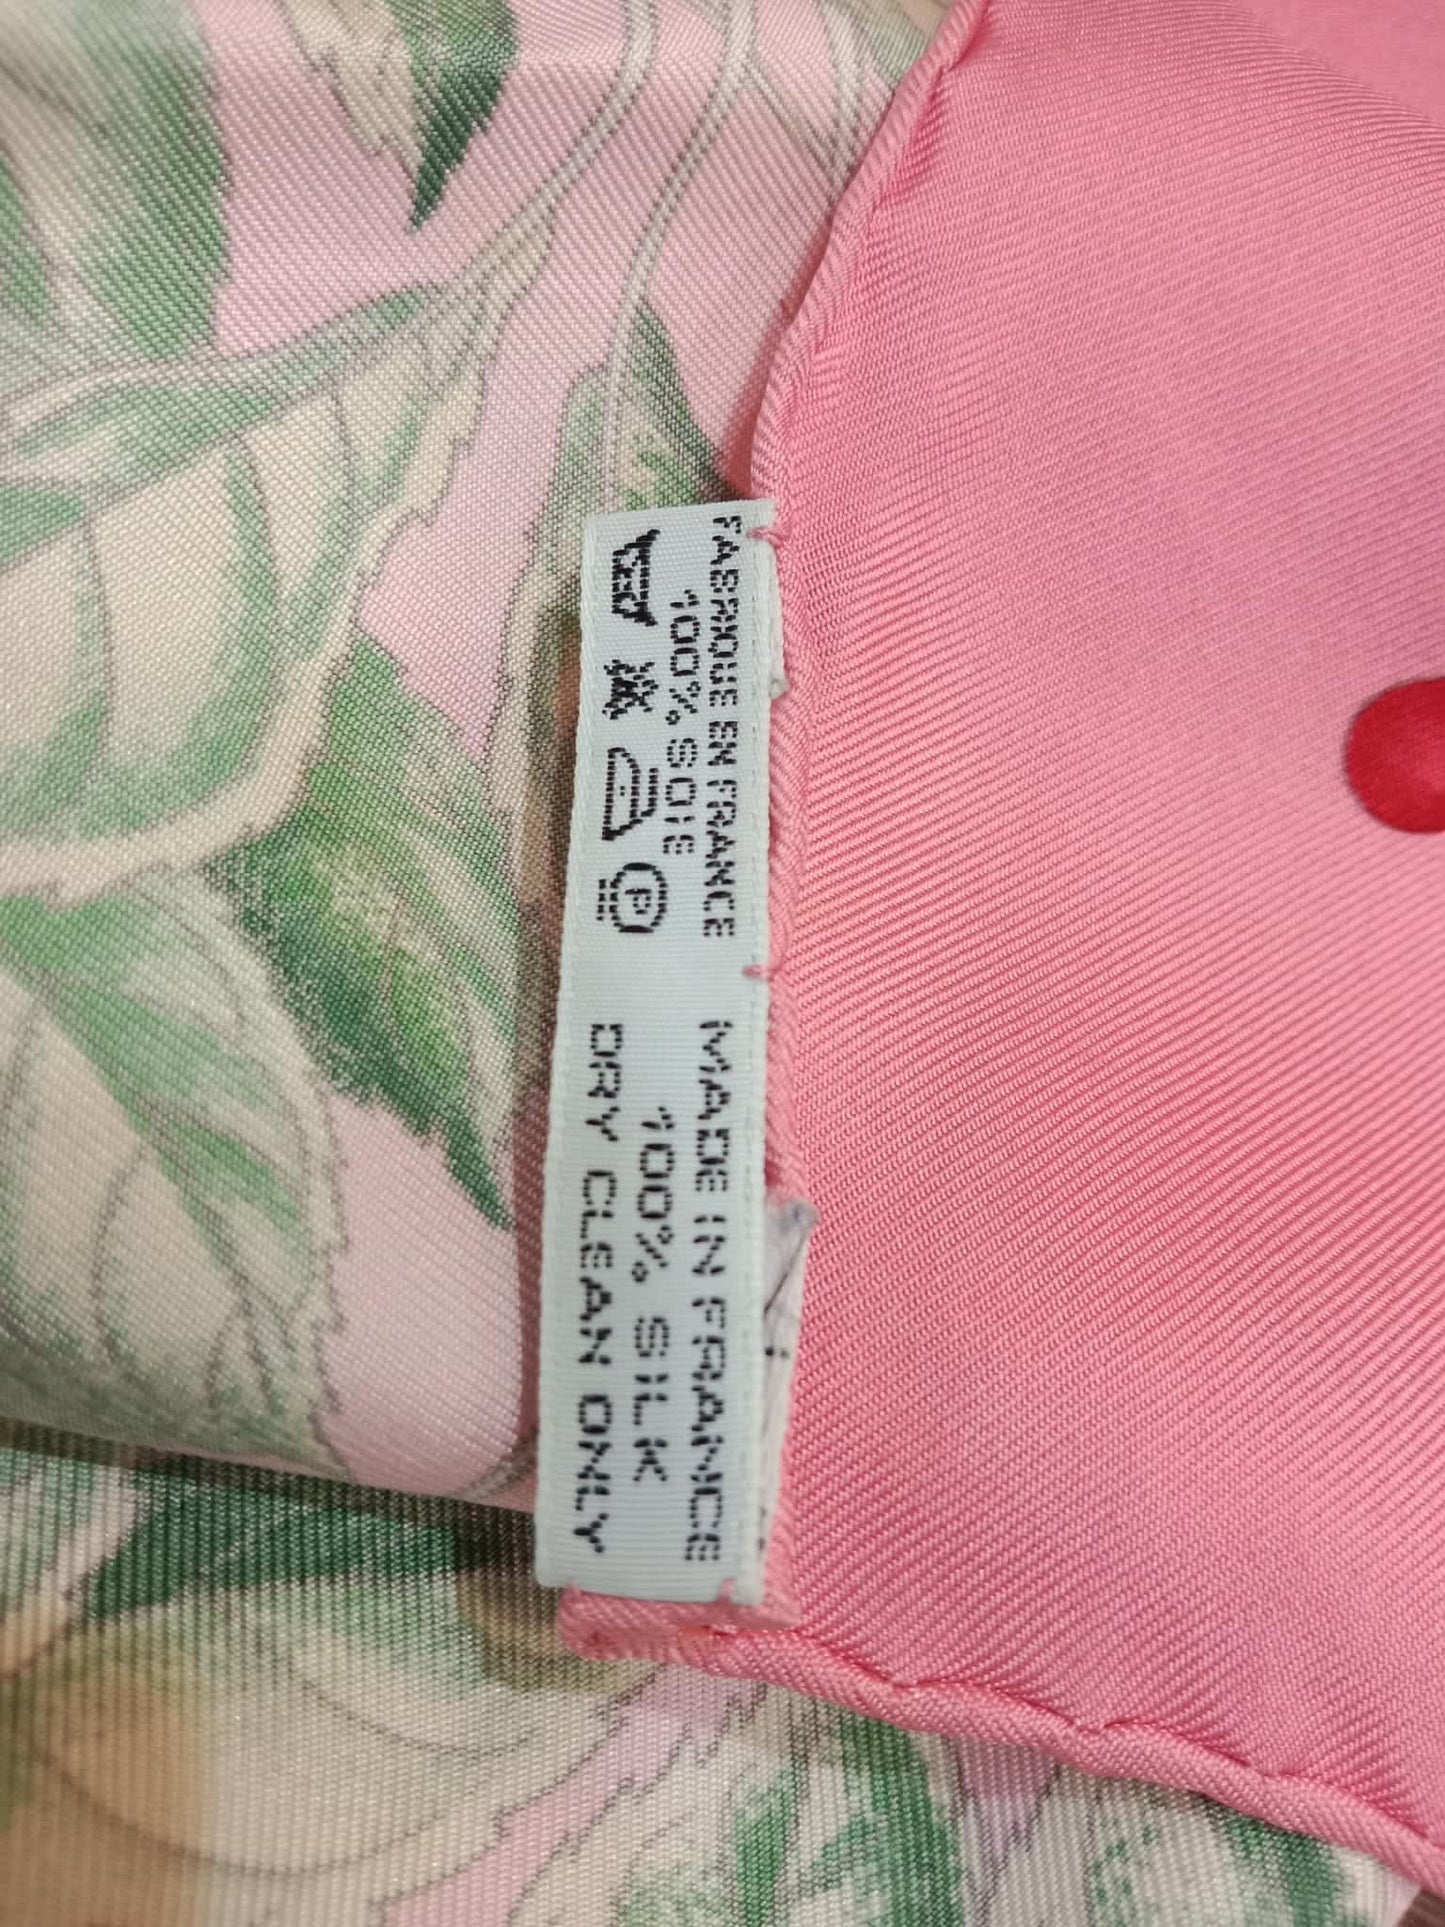 FABRIQUE EN FRANCE
100% SOIE
P
MADE IN FRANCE
100% SILK
DRY CLEAN ONLY